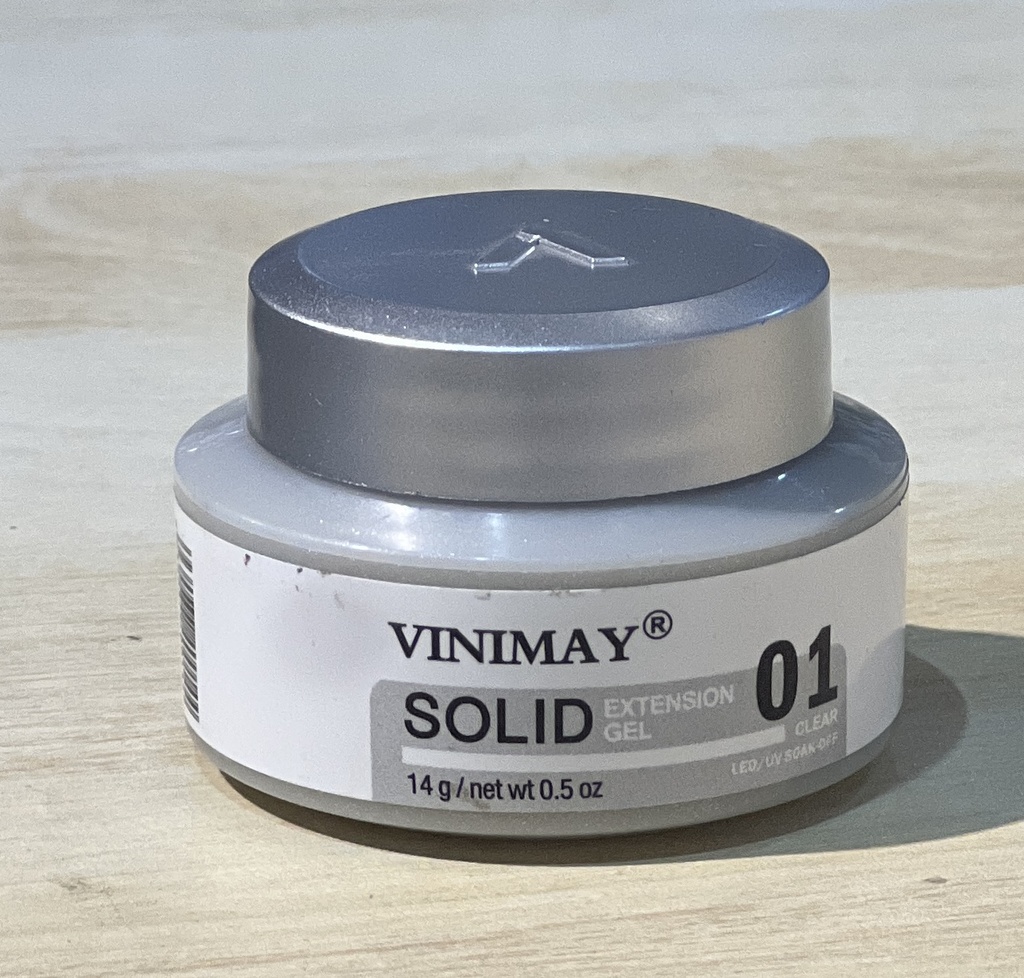 VINIMAY®
SOLID EXTENSION GEL
01
CLEAR
LED/UV SOAK-OFF
14 g / net wt 0.5 oz